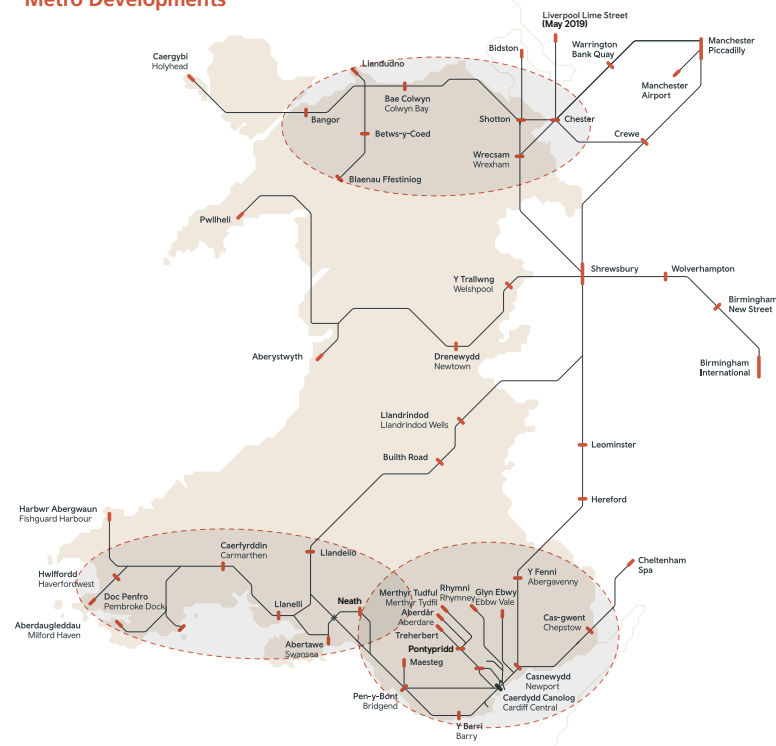 Metro Developments
Liverpool Lime Street
(May 2019)
Bidston
Warrington
Bank Quay
Manchester
Piccadilly
Manchester
Airport
Caergybi
Holyhead
Llandudno
Bae Colwyn
Colwyn Bay
Bangor
Shotton
Chester
Crewe
Betws-y-Coed
Wrecsam
Wrexham
Blaenau Ffestiniog
Pwllheli
Shrewsbury
Wolverhampton
Y Trallwng
Welshpool
Birmingham
New Street
Aberystwyth
Drenewydd
Newtown
Birmingham
International
Llandrindod
Llandrindod Wells
Builth Road
Leominster
Hereford
Harbwr Abergwaun
Fishguard Harbour
Caerfyrddin
Carmarthen
Llandeilo
Y Fenni
Abergavenny
Cheltenham
Spa
Hwlffordd
Haverfordwest
Doc Penfro
Pembroke Dock
Aberdaugleddau
Milford Haven
Llanelli
Neath
Abertawe
Swansea
Merthyr Tudful
Merthyr Tydfil
Rhymni
Rhymney
Glyn Ebwy
Ebbw Vale
Aberdâr
Aberdare
Treherbert
Pontypridd
Maesteg
Cas-gwent
Chepstow
Casnewydd
Newport
Caerdydd Canolog
Cardiff Central
Pen-y-Bont
Bridgend
Y Barri
Barry